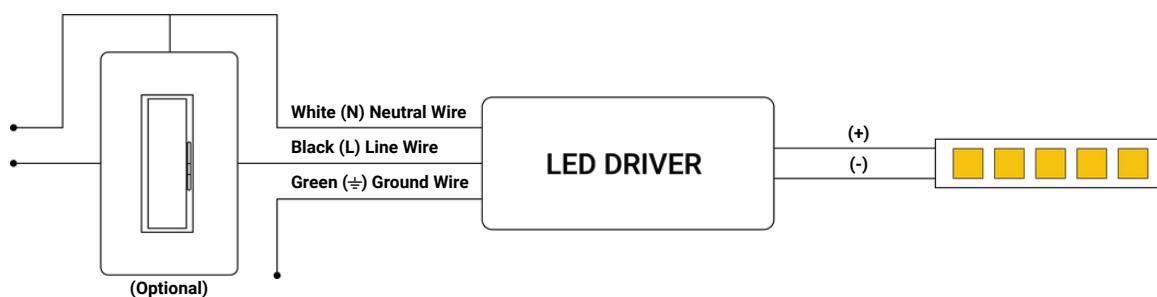 White (N) Neutral Wire
Black (L) Line Wire
Green (⏚) Ground Wire
LED DRIVER
(+)
(-)
(Optional)